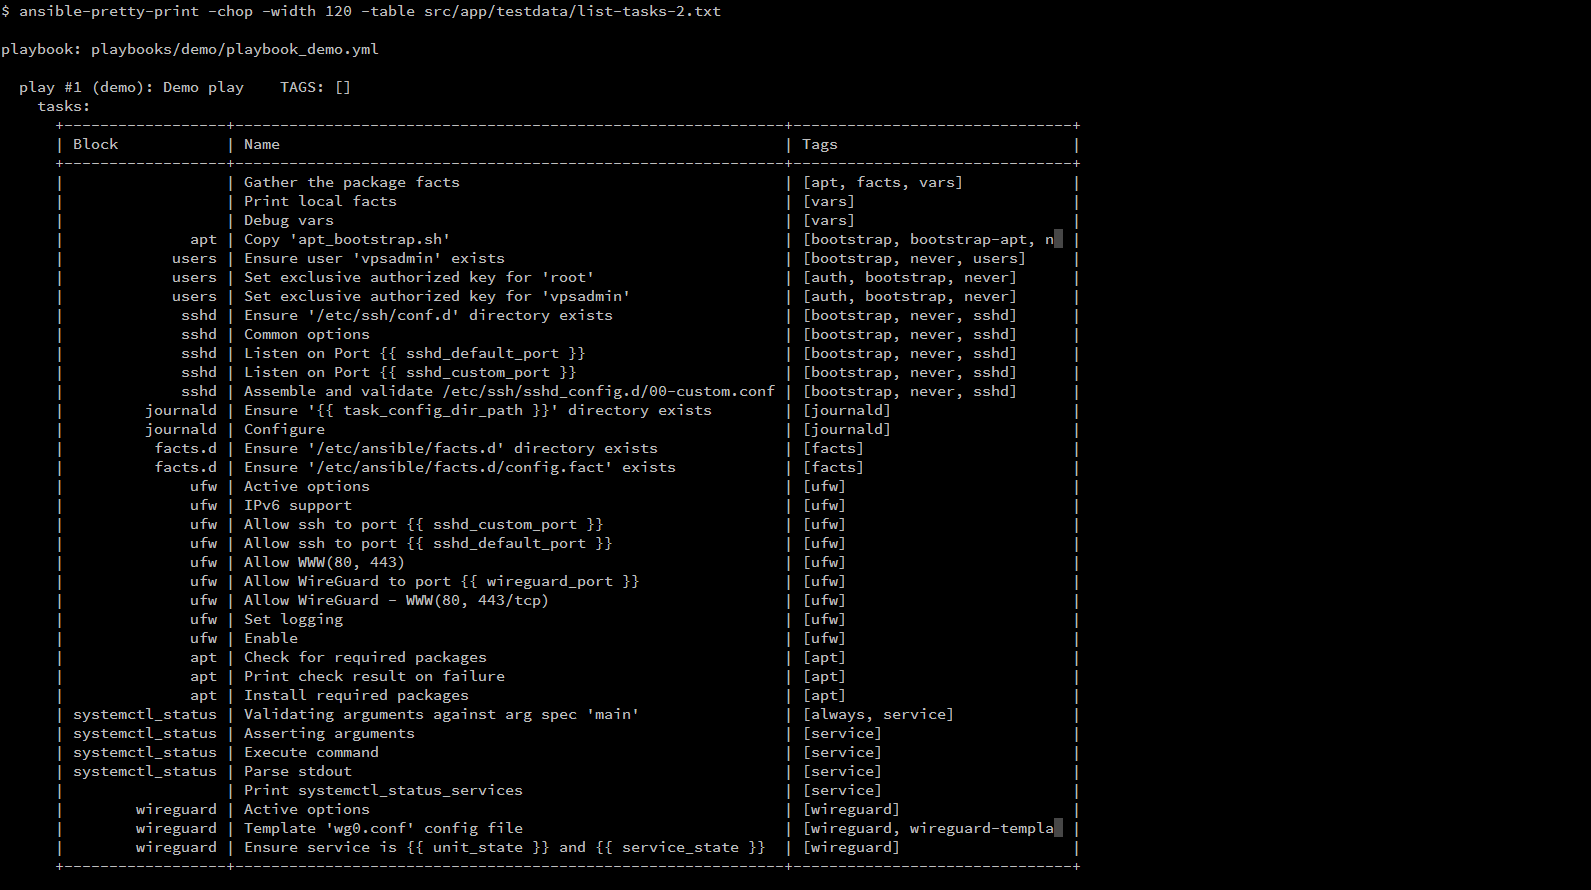 $ ansible-pretty-print -chop -width 120 -table src/app/testdata/list-tasks-2.txt

playbook: playbooks/demo/playbook_demo.yml

  play #1 (demo): Demo play    TAGS: []
    tasks:
      +------------------+-------------------------------------------------------------+-------------------------------+
      | Block            | Name                                                        | Tags                          |
      +------------------+-------------------------------------------------------------+-------------------------------+
      |                  | Gather the package facts                                    | [apt, facts, vars]            |
      |                  | Print local facts                                           | [vars]                        |
      |                  | Debug vars                                                  | [vars]                        |
      |              apt | Copy 'apt_bootstrap.sh'                                     | [bootstrap, bootstrap-apt, n  |
      |            users | Ensure user 'vpsadmin' exists                               | [bootstrap, never, users]     |
      |            users | Set exclusive authorized key for 'root'                     | [auth, bootstrap, never]      |
      |            users | Set exclusive authorized key for 'vpsadmin'                 | [auth, bootstrap, never]      |
      |             sshd | Ensure '/etc/ssh/conf.d' directory exists                   | [bootstrap, never, sshd]      |
      |             sshd | Common options                                              | [bootstrap, never, sshd]      |
      |             sshd | Listen on Port {{ sshd_default_port }}                      | [bootstrap, never, sshd]      |
      |             sshd | Listen on Port {{ sshd_custom_port }}                       | [bootstrap, never, sshd]      |
      |             sshd | Assemble and validate /etc/ssh/sshd_config.d/00-custom.conf | [bootstrap, never, sshd]      |
      |         journald | Ensure '{{ task_config_dir_path }}' directory exists        | [journald]                    |
      |         journald | Configure                                                   | [journald]                    |
      |          facts.d | Ensure '/etc/ansible/facts.d' directory exists              | [facts]                       |
      |          facts.d | Ensure '/etc/ansible/facts.d/config.fact' exists            | [facts]                       |
      |              ufw | Active options                                              | [ufw]                         |
      |              ufw | IPv6 support                                                | [ufw]                         |
      |              ufw | Allow ssh to port {{ sshd_custom_port }}                    | [ufw]                         |
      |              ufw | Allow ssh to port {{ sshd_default_port }}                   | [ufw]                         |
      |              ufw | Allow WWW(80, 443)                                          | [ufw]                         |
      |              ufw | Allow WireGuard to port {{ wireguard_port }}                | [ufw]                         |
      |              ufw | Allow WireGuard - WWW(80, 443/tcp)                          | [ufw]                         |
      |              ufw | Set logging                                                 | [ufw]                         |
      |              ufw | Enable                                                      | [ufw]                         |
      |              apt | Check for required packages                                 | [apt]                         |
      |              apt | Print check result on failure                               | [apt]                         |
      |              apt | Install required packages                                   | [apt]                         |
      | systemctl_status | Validating arguments against arg spec 'main'                | [always, service]             |
      | systemctl_status | Asserting arguments                                         | [service]                     |
      | systemctl_status | Execute command                                             | [service]                     |
      | systemctl_status | Parse stdout                                                | [service]                     |
      |                  | Print systemctl_status_services                             | [service]                     |
      |        wireguard | Active options                                              | [wireguard]                   |
      |        wireguard | Template 'wg0.conf' config file                             | [wireguard, wireguard-templa  |
      |        wireguard | Ensure service is {{ unit_state }} and {{ service_state }}  | [wireguard]                   |
      +------------------+-------------------------------------------------------------+-------------------------------+